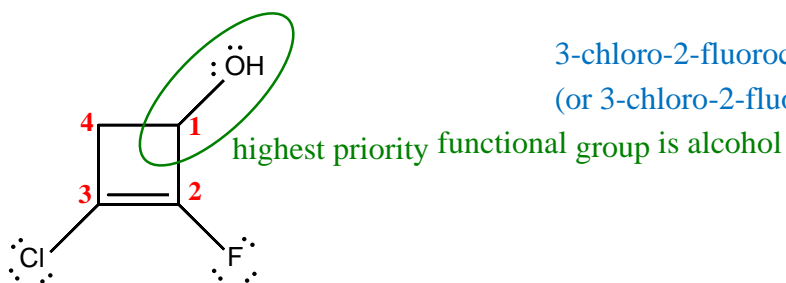 OH
3-chloro-2-fluoroc
(or 3-chloro-2-fluo
4
1
highest priority functional group is alcohol
3
2
Cl
F